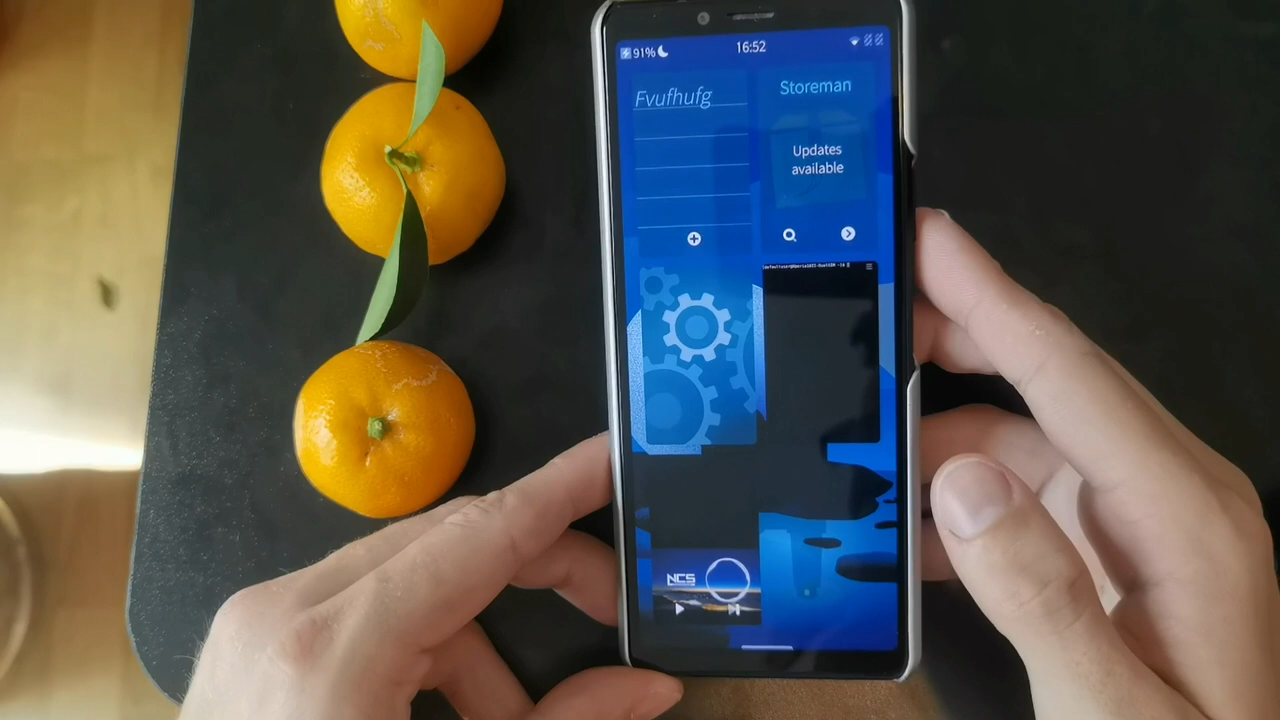 91%
16:52
Fvufhufg
Storeman
Updates
available
NCS